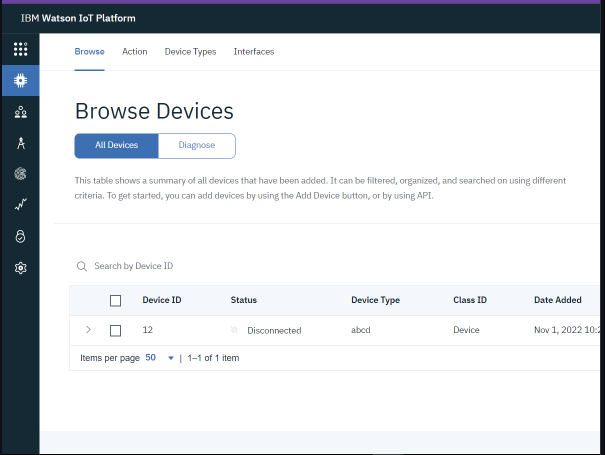 IBM Watson IoT Platform
Browse Action Device Types Interfaces
Browse Devices
All Devices Diagnose
This table shows a summary of all devices that have been added. It can be filtered, organized, and searched on using different
criteria. To get started, you can add devices by using the Add Device button, or by using API.
Search by Device ID
Device ID Status Device Type Class ID Date Added
12 Disconnected abcd Device Nov 1, 2022 10:2
Items per page 50 | 1–1 of 1 item